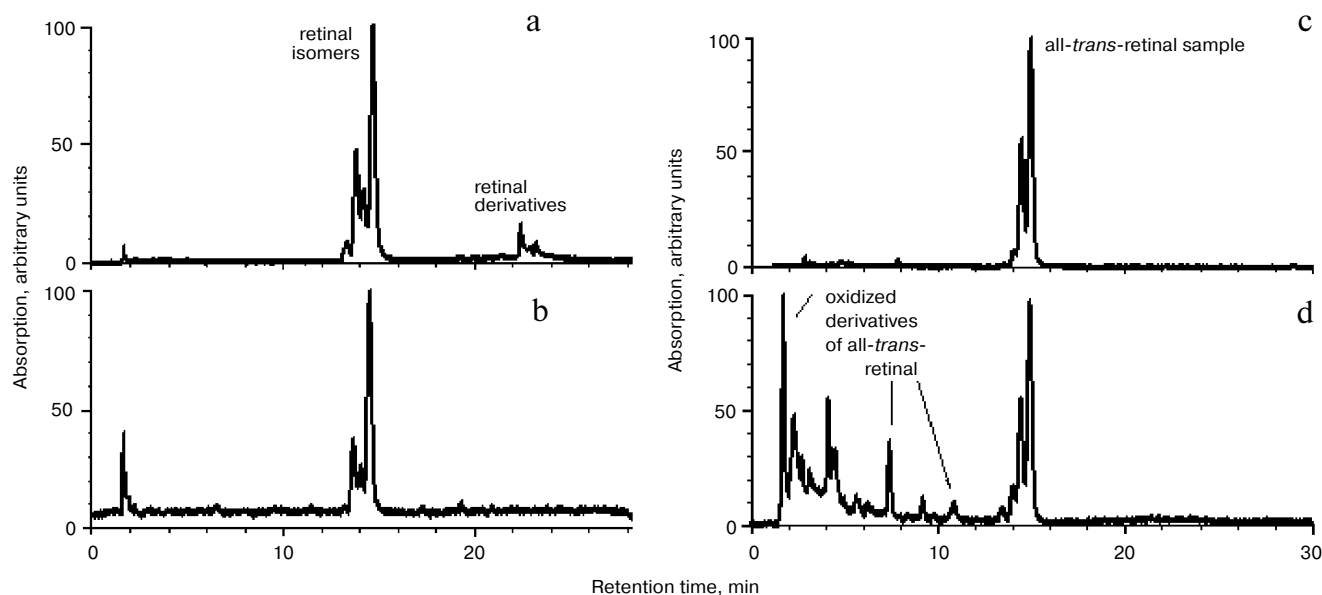 a
100
retinal
isomers
50
retinal
derivatives
0
b
100
50
0
0
10
20
Absorption, arbitrary units
c
100
all-trans-retinal sample
50
0
d
100
oxidized
derivatives
of all-trans-
retinal
50
0
0
10
20
30
Absorption, arbitrary units
Retention time, min